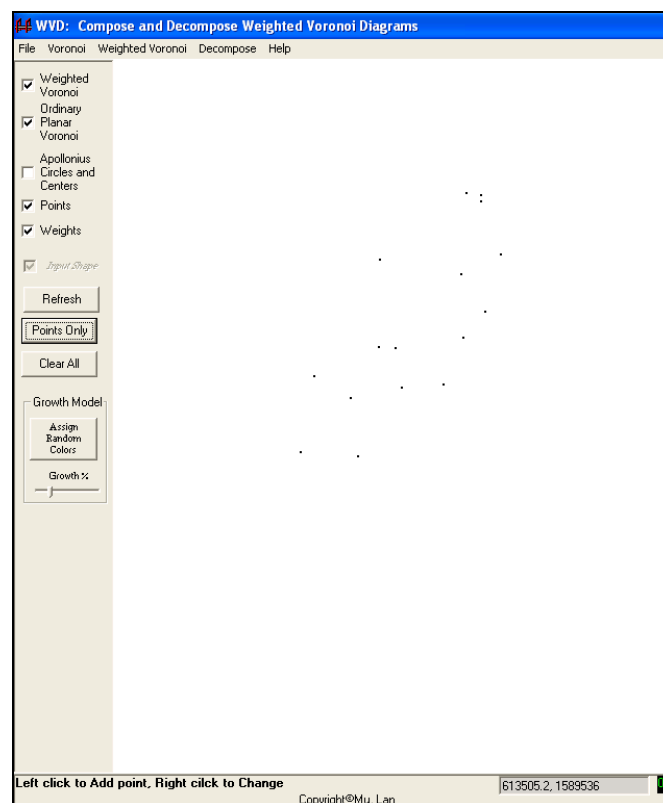 WVD: Compose and Decompose Weighted Voronoi Diagrams
File Voronoi Weighted Voronoi Decompose Help
Weighted
Voronoi
Ordinary
Planar
Voronoi
Apollonius
Circles and
Centers
Points
Weights
Input Shape
Refresh
Points Only
Clear All
Growth Model
Assign
Random
Colors
Growth %
Left click to Add point, Right cilck to Change
613505.2, 1589536
Copyright©Mu, Lan